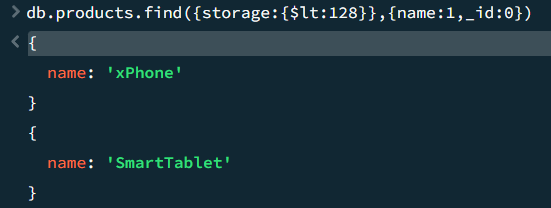 > db.products.find({storage:{$lt:128}},{name:1,_id:0})
< {
name: 'xPhone'
}
{
name: 'SmartTablet'
}